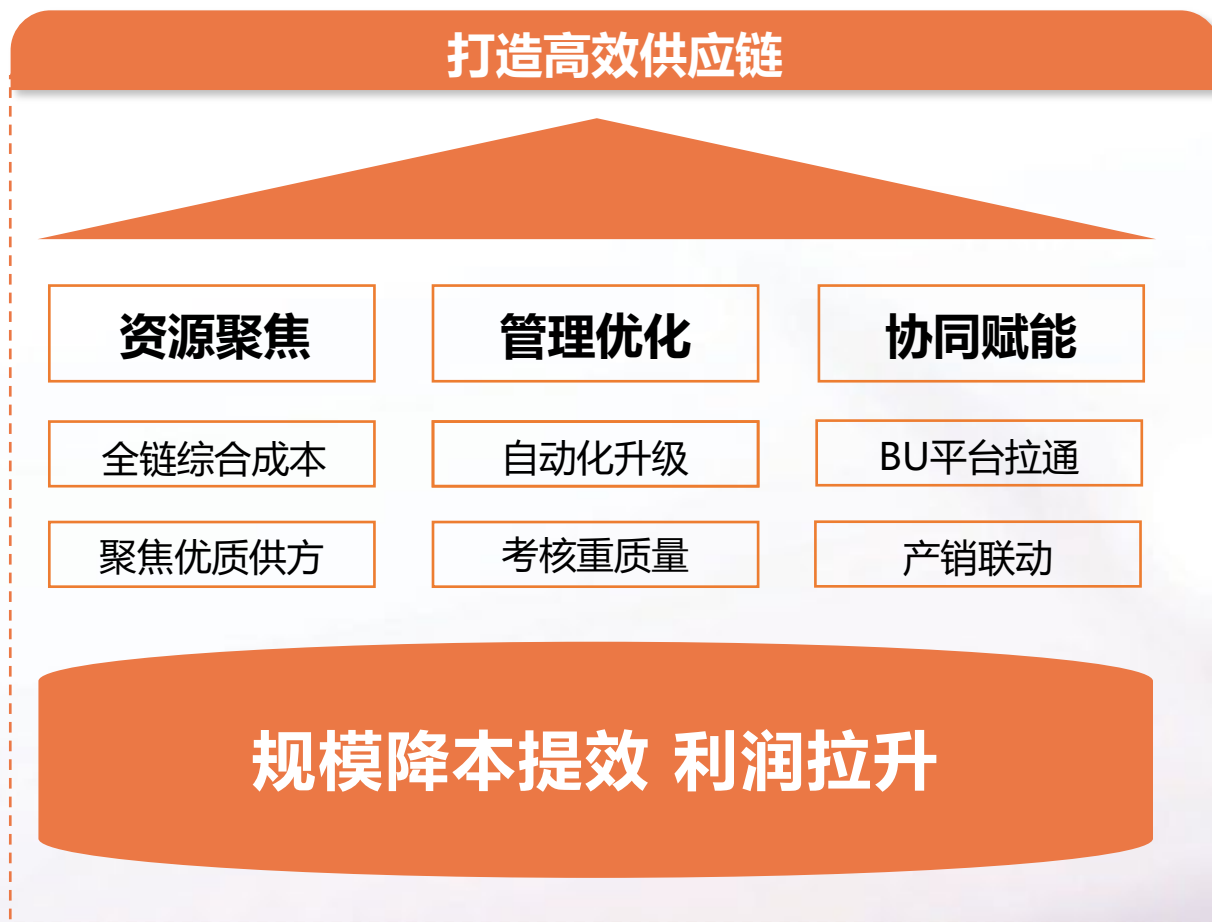 打造高效供应链
资源聚焦
管理优化
协同赋能
全链综合成本
自动化升级
BU平台拉通
聚焦优质供方
考核重质量
产销联动
规模降本提效 利润拉升